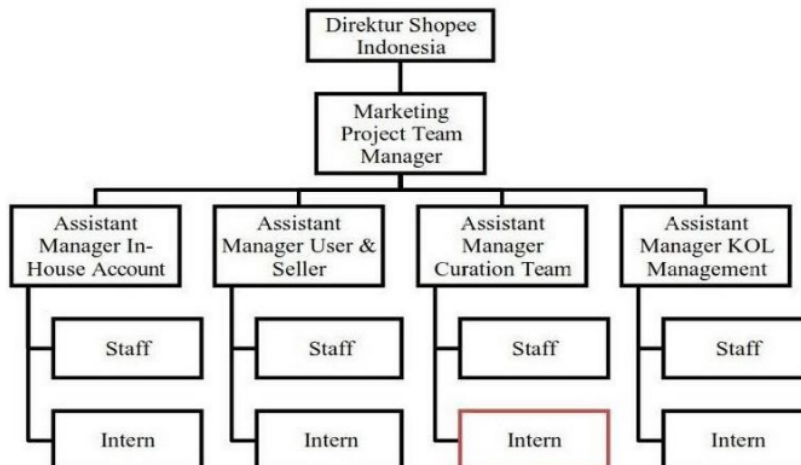 Direktur Shopee
Indonesia
Marketing
Project Team
Manager
Assistant
Manager In-
House Account
Assistant
Manager User &
Seller
Assistant
Manager
Curation Team
Assistant
Manager KOL
Management
Staff
Staff
Staff
Staff
Intern
Intern
Intern
Intern